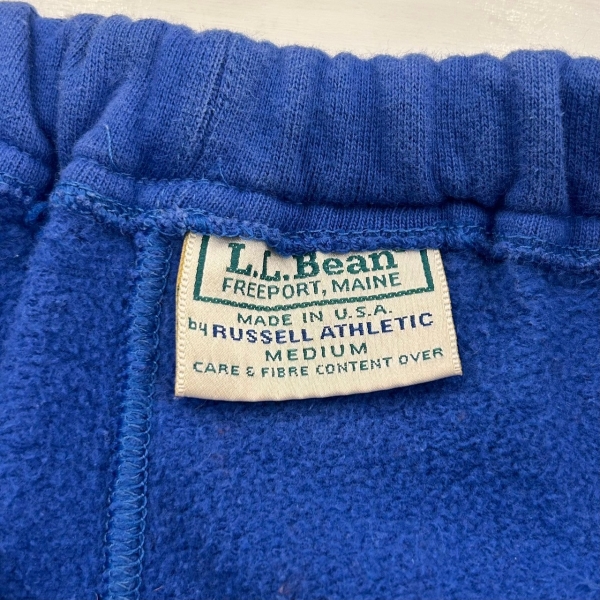 L.L.Bean
FREEPORT, MAINE
MADE IN U.S.A.
by RUSSELL ATHLETIC
MEDIUM
CARE & FIBRE CONTENT OVER